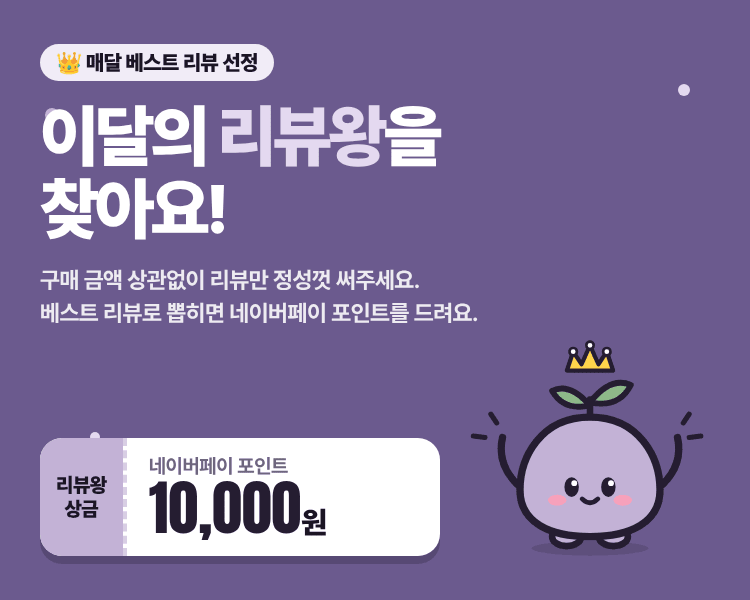 👑 매달 베스트 리뷰 선정
이달의 리뷰왕을
찾아요!
구매 금액 상관없이 리뷰만 정성껏 써주세요.
베스트 리뷰로 뽑히면 네이버페이 포인트를 드려요.
리뷰왕
상금
네이버페이 포인트
10,000원